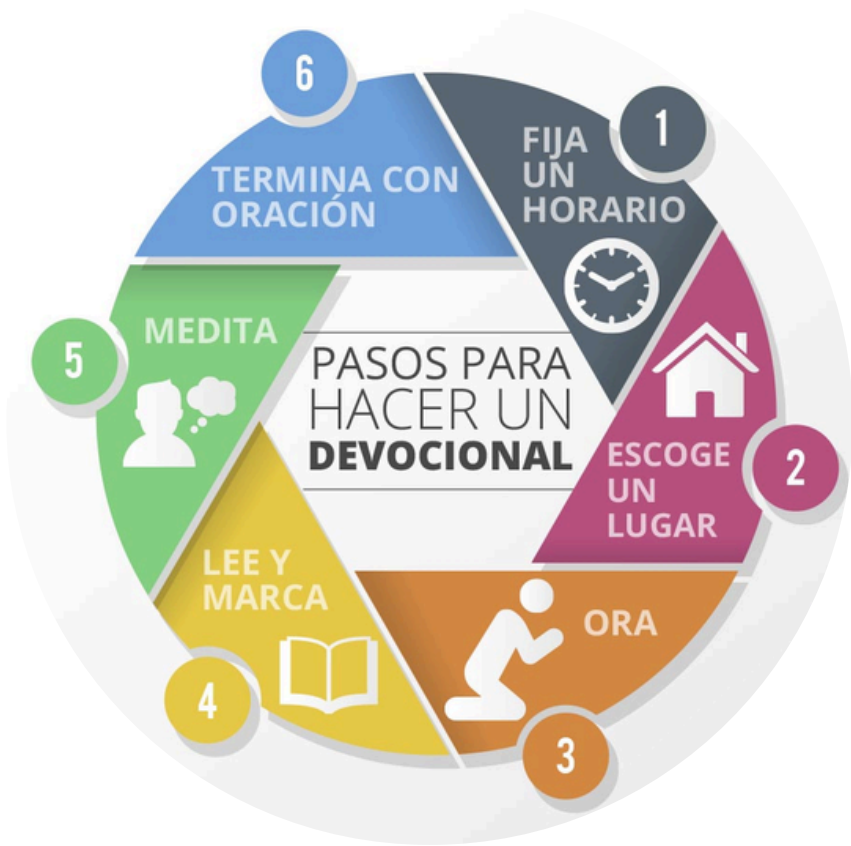 PASOS PARA
HACER UN
DEVOCIONAL
1
FIJA
UN
HORARIO
2
ESCOGE
UN
LUGAR
3
ORA
4
LEE Y
MARCA
5
MEDITA
6
TERMINA CON
ORACIÓN